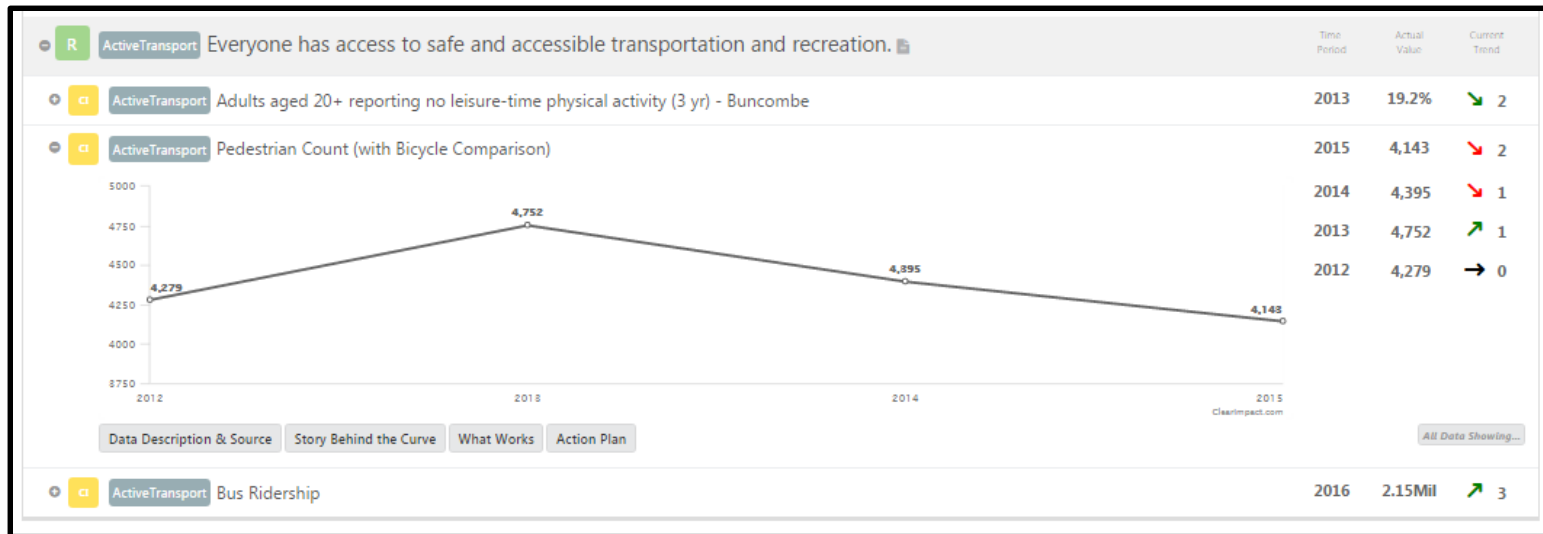 R ActiveTransport Everyone has access to safe and accessible transportation and recreation. Time Period Actual Value Current Trend
CI ActiveTransport Adults aged 20+ reporting no leisure-time physical activity (3 yr) - Buncombe 2013 19.2% ↘ 2
CI ActiveTransport Pedestrian Count (with Bicycle Comparison) 2015 4,143 ↘ 2
2014 4,395 ↘ 1
2013 4,752 ↗ 1
2012 4,279 → 0
5000
4750
4500
4250
4000
3750
4,279
4,752
4,395
4,143
2012 2013 2014 2015
ClearImpact.com
Data Description & Source Story Behind the Curve What Works Action Plan All Data Showing...
CI ActiveTransport Bus Ridership 2016 2.15Mil ↗ 3